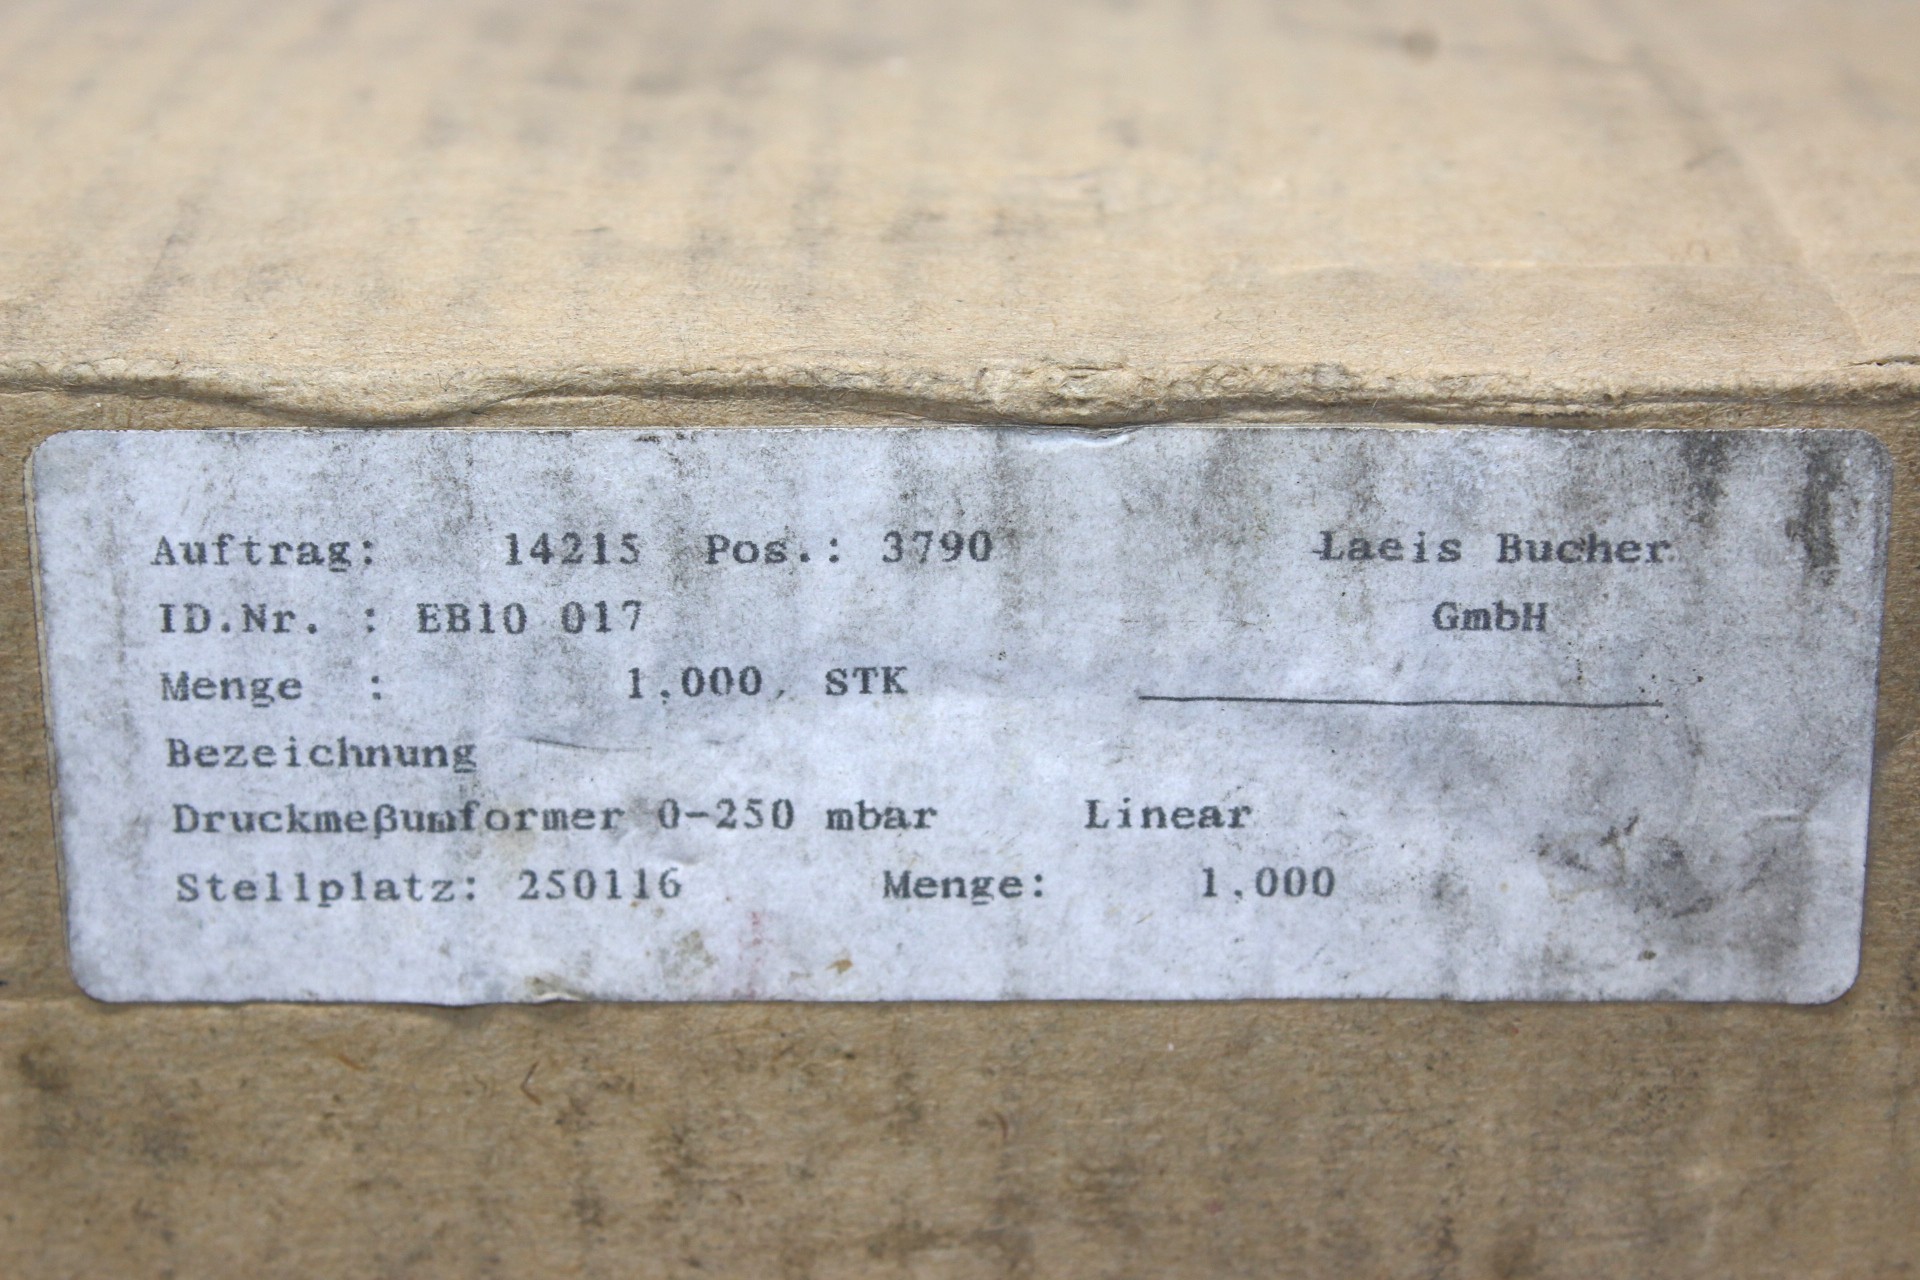 Auftrag: 14215 Pos.: 3790 Laeis Bucher
ID.Nr. : EB10 017 GmbH
Menge : 1,000 STK
Bezeichnung
Druckmeßumformer 0-250 mbar Linear
Stellplatz: 250116 Menge: 1,000